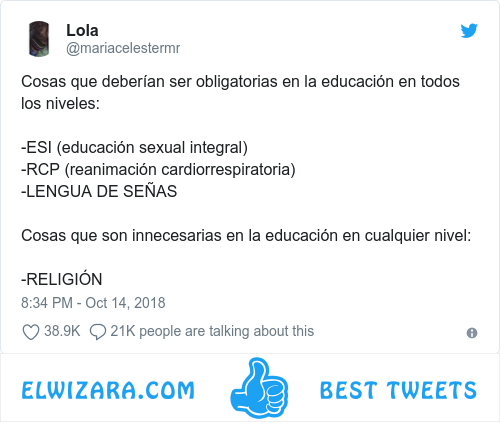 Lola
@mariacelestermr
Cosas que deberían ser obligatorias en la educación en todos
los niveles:
-ESI (educación sexual integral)
-RCP (reanimación cardiorrespiratoria)
-LENGUA DE SEÑAS
Cosas que son innecesarias en la educación en cualquier nivel:
-RELIGIÓN
8:34 PM - Oct 14, 2018
38.9K 21K people are talking about this
ELWIZARA.COM BEST TWEETS